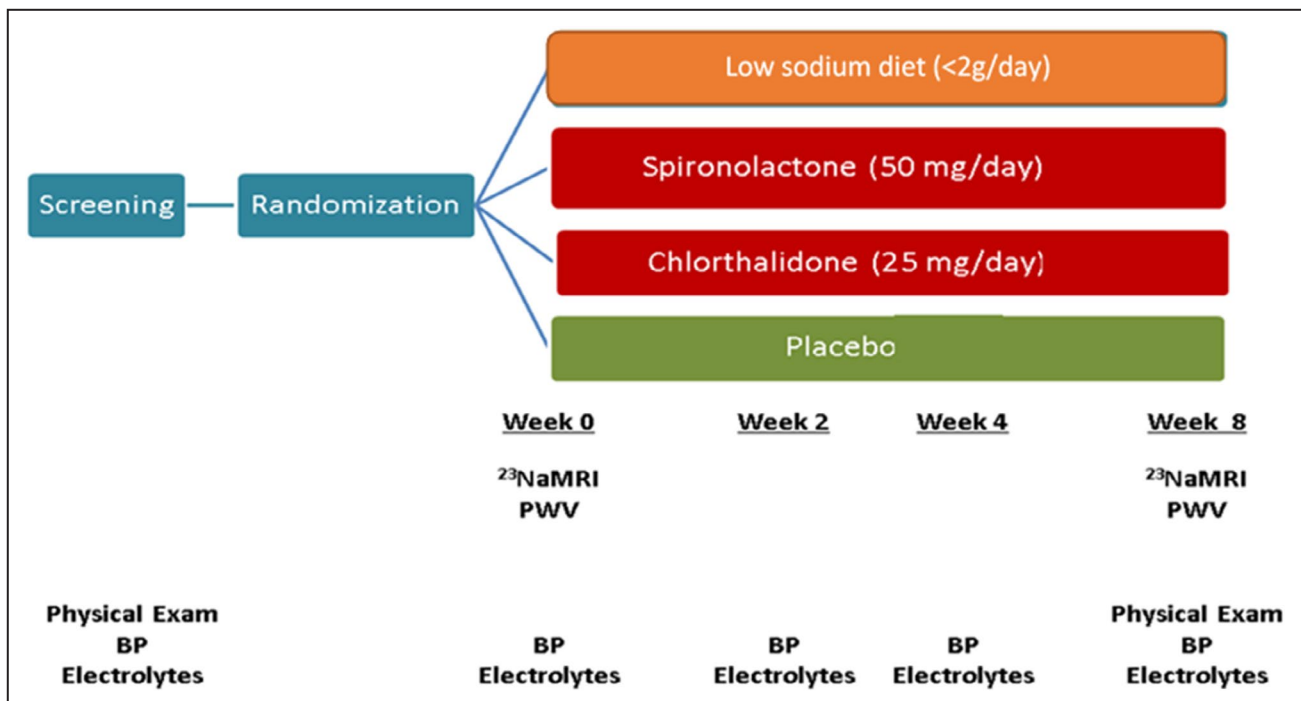 Low sodium diet (<2g/day)
Spironolactone (50 mg/day)
Screening
Randomization
Chlorthalidone (25 mg/day)
Placebo
Week 0
Week 2
Week 4
Week 8
²³NaMRI
PWV
²³NaMRI
PWV
Physical Exam
BP
Electrolytes
BP
Electrolytes
BP
Electrolytes
BP
Electrolytes
Physical Exam
BP
Electrolytes